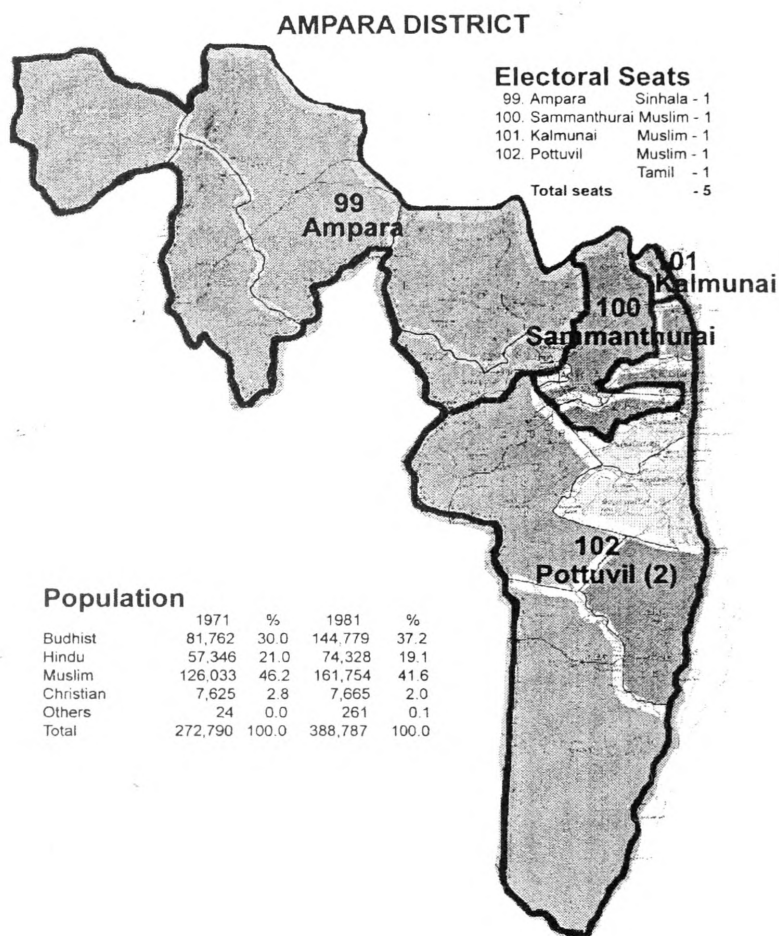 AMPARA DISTRICT
Electoral Seats
99. Ampara Sinhala - 1
100. Sammanthurai Muslim - 1
101. Kalmunai Muslim - 1
102. Pottuvil Muslim - 1
Tamil - 1
Total seats - 5
99
Ampara
101
Kalmunai
100
Sammanthurai
102
Pottuvil (2)
Population
1971 % 1981 %
Budhist 81,762 30.0 144,779 37.2
Hindu 57,346 21.0 74,328 19.1
Muslim 126,033 46.2 161,754 41.6
Christian 7,625 2.8 7,665 2.0
Others 24 0.0 261 0.1
Total 272,790 100.0 388,787 100.0